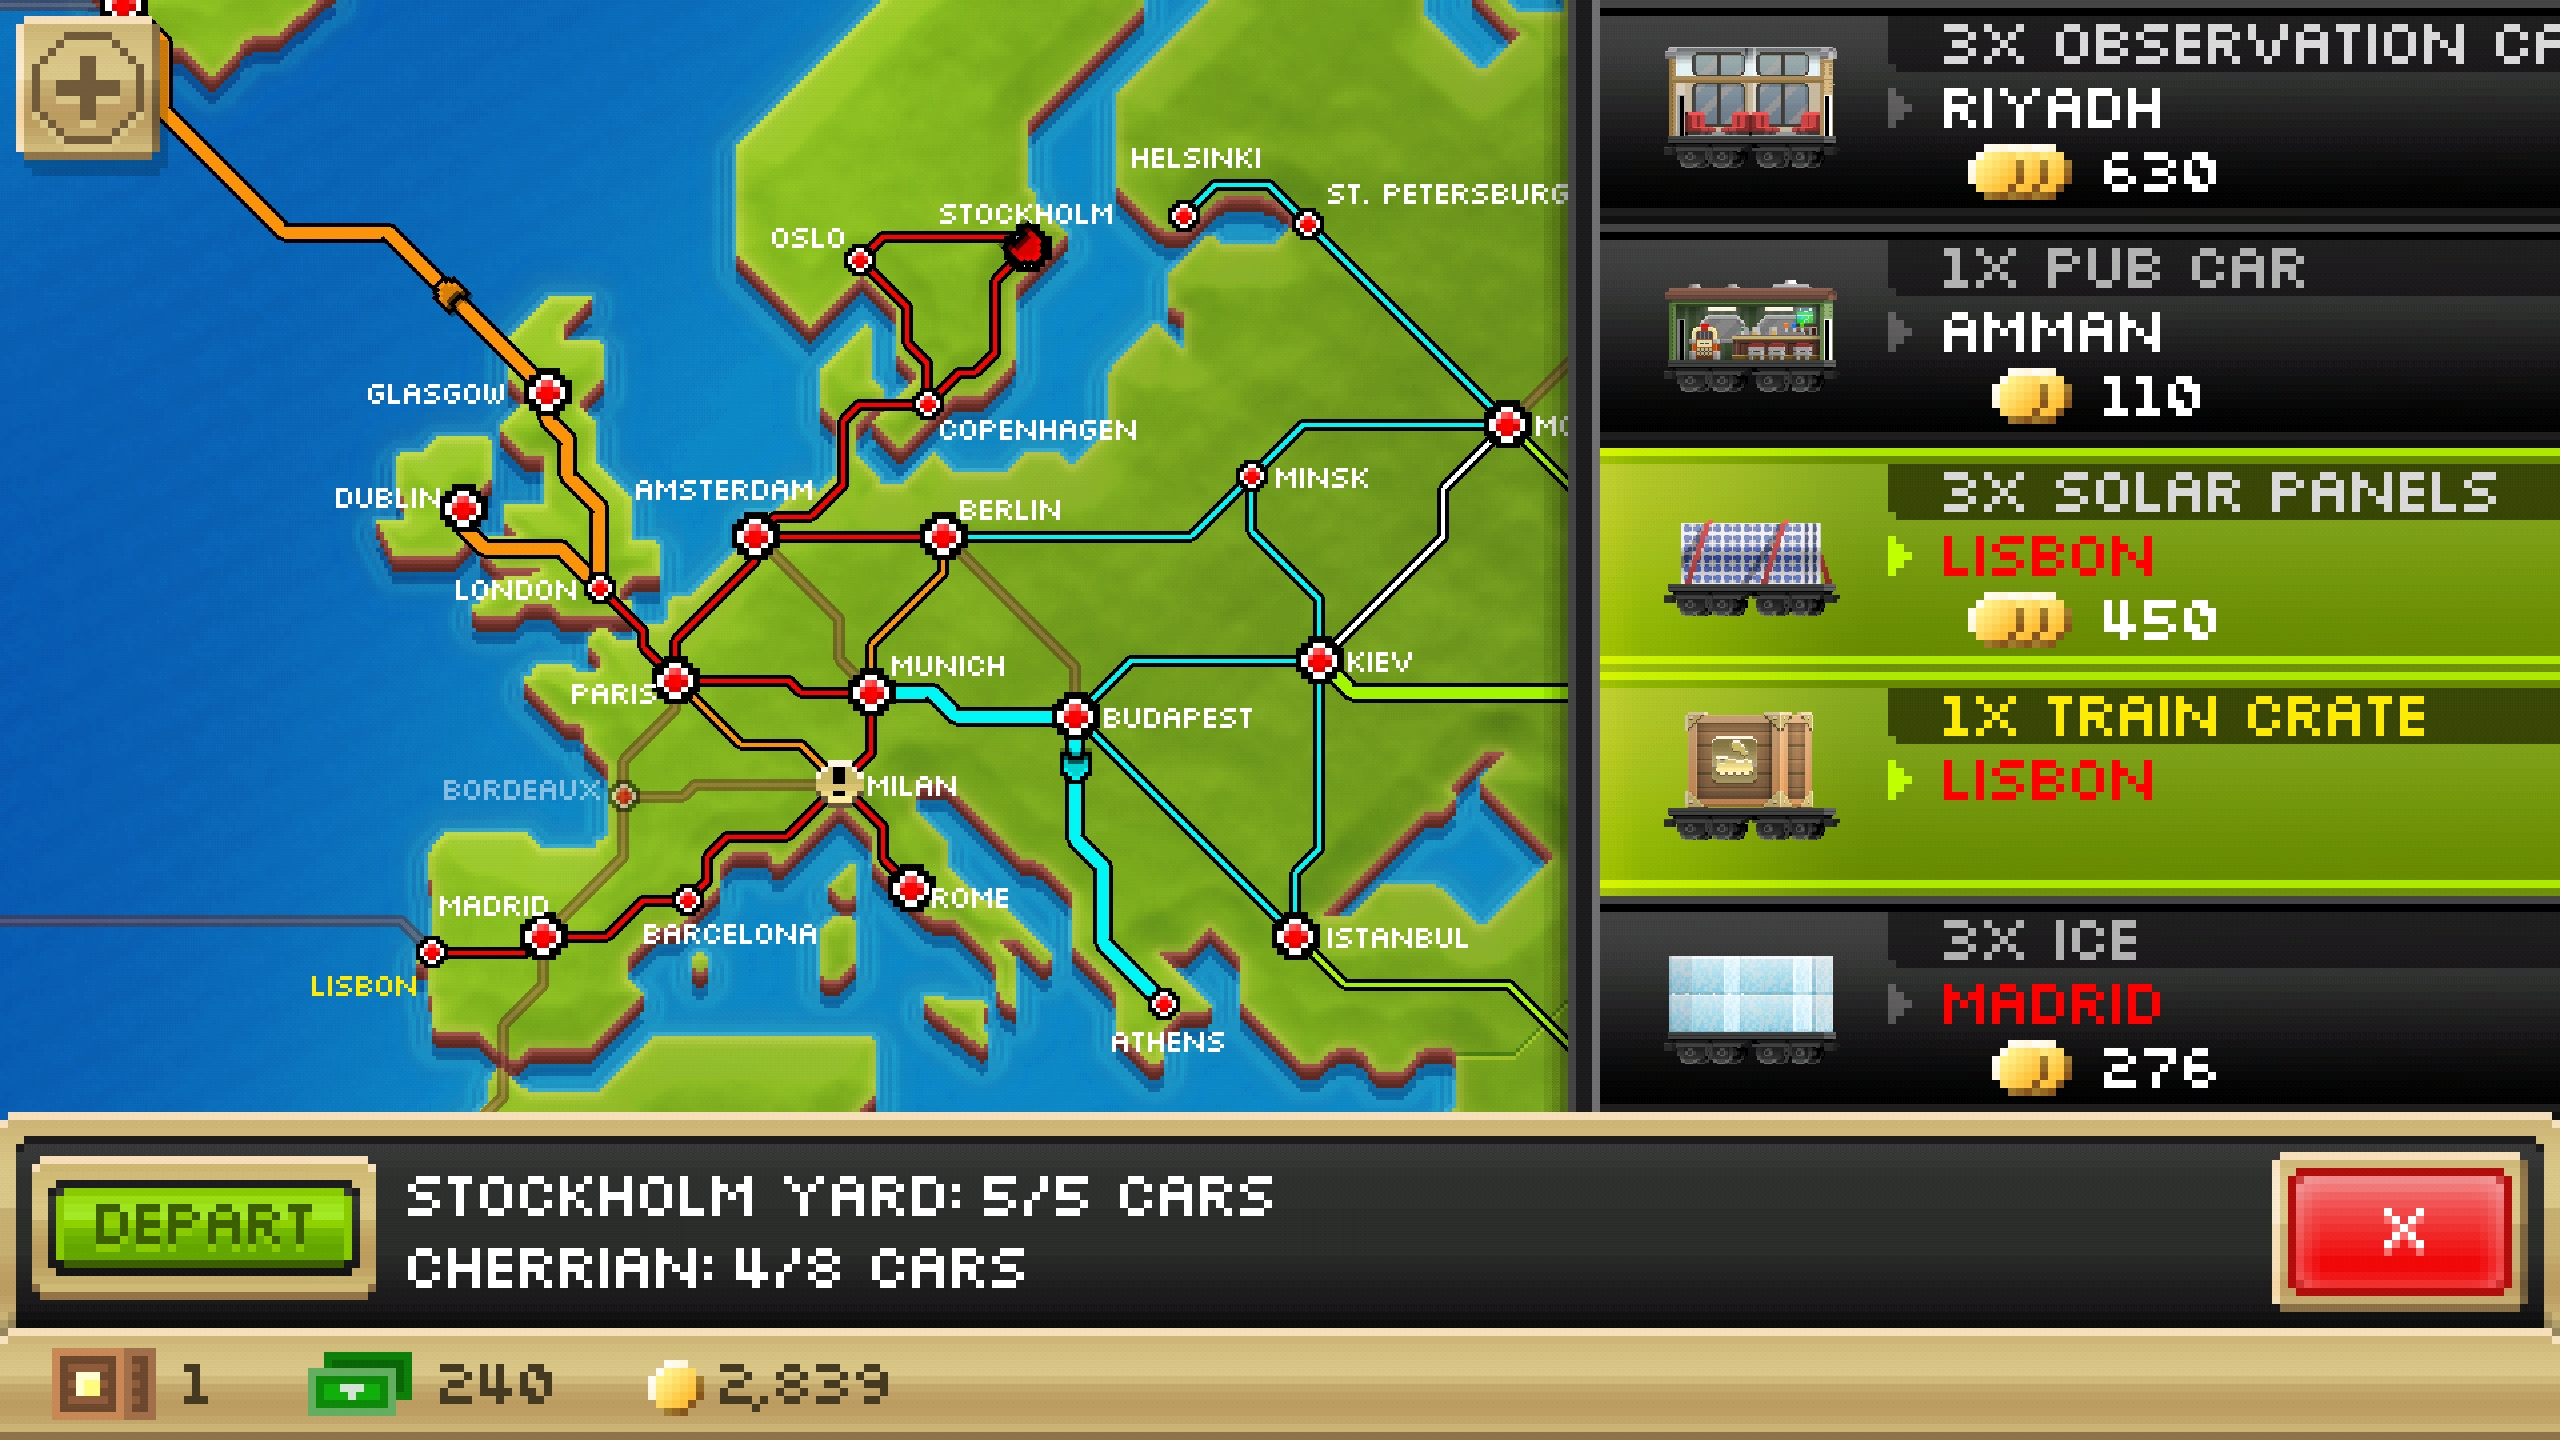 HELSINKI
ST. PETERSBURG
STOCKHOLM
OSLO
GLASGOW
COPENHAGEN
DUBLIN
AMSTERDAM
BERLIN
MINSK
LONDON
PARIS
MUNICH
KIEV
BUDAPEST
BORDEAUX
MILAN
MADRID
BARCELONA
ROME
ISTANBUL
LISBON
ATHENS
3X OBSERVATION
RIYADH
630
1X PUB CAR
AMMAN
110
3X SOLAR PANELS
LISBON
450
1X TRAIN CRATE
LISBON
3X ICE
MADRID
276
DEPART
STOCKHOLM YARD: 5/5 CARS
CHERRIAN: 4/8 CARS
X
1
240
2,839